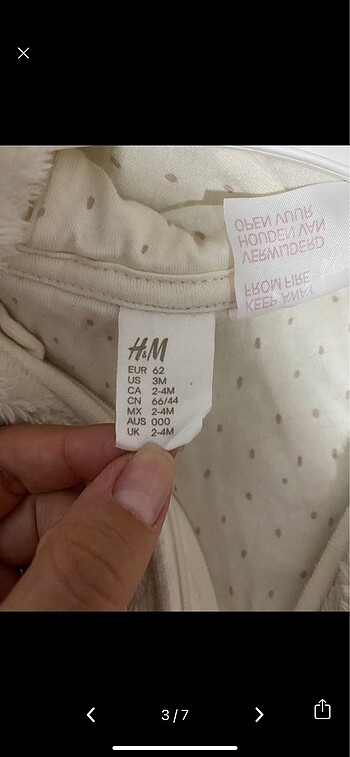 H&M
EUR 62
US 3M
CA 2-4M
CN 66/44
MX 2-4M
AUS 000
UK 2-4M
KEEP AWAY
FROM FIRE
VERWIJDERD
HOUDEN VAN
OPEN VUUR
3/7